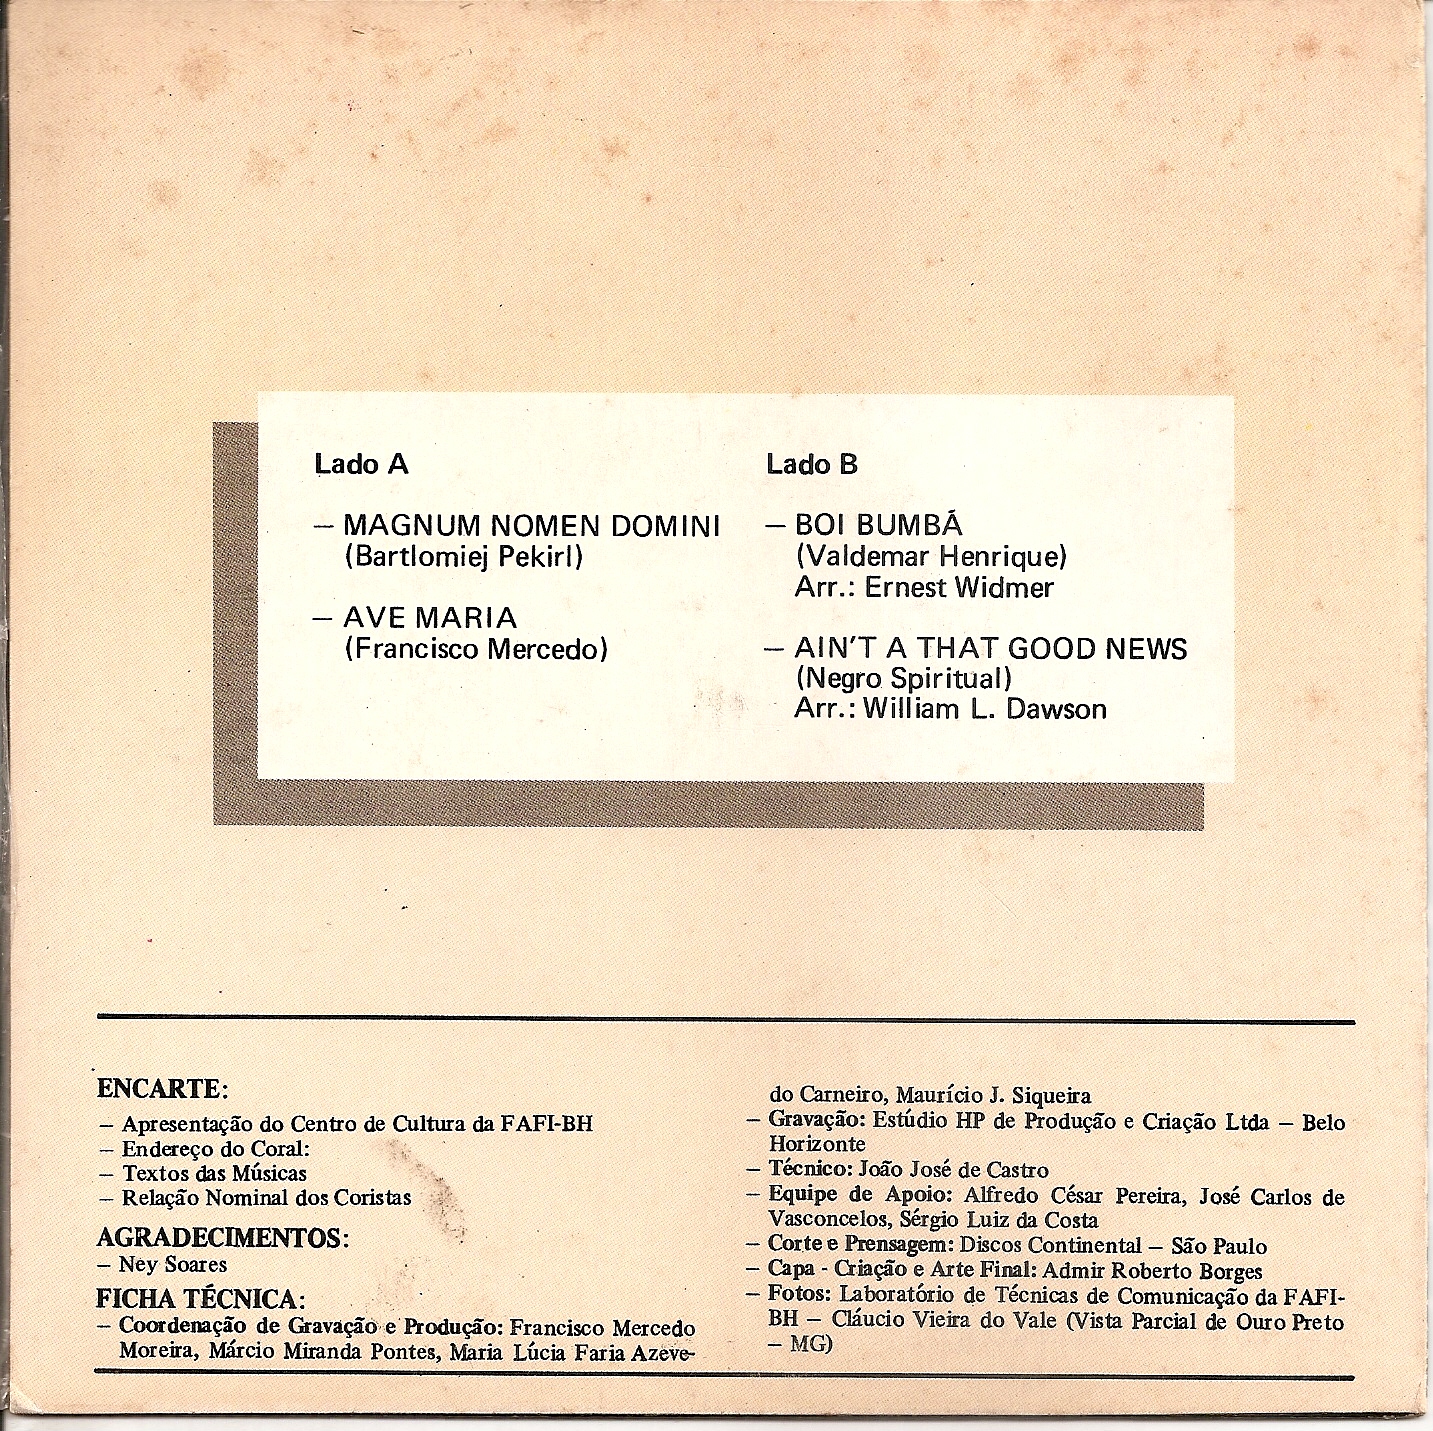 Lado A
— MAGNUM NOMEN DOMINI
(Bartlomiej Pekirl)
— AVE MARIA
(Francisco Mercedo)
Lado B
— BOI BUMBÁ
(Valdemar Henrique)
Arr.: Ernest Widmer
— AIN'T A THAT GOOD NEWS
(Negro Spiritual)
Arr.: William L. Dawson
ENCARTE:
— Apresentação do Centro de Cultura da FAFI-BH
— Endereço do Coral:
— Textos das Músicas
— Relação Nominal dos Coristas
AGRADECIMENTOS:
— Ney Soares
FICHA TÉCNICA:
— Coordenação de Gravação e Produção: Francisco Mercedo
Moreira, Márcio Miranda Pontes, Maria Lúcia Faria Azeve-
do Carneiro, Maurício J. Siqueira
— Gravação: Estúdio HP de Produção e Criação Ltda — Belo
Horizonte
— Técnico: João José de Castro
— Equipe de Apoio: Alfredo César Pereira, José Carlos de
Vasconcelos, Sérgio Luiz da Costa
— Corte e Prensagem: Discos Continental — São Paulo
— Capa - Criação e Arte Final: Admir Roberto Borges
— Fotos: Laboratório de Técnicas de Comunicação da FAFI-
BH — Cláucio Vieira do Vale (Vista Parcial de Ouro Preto
— MG)